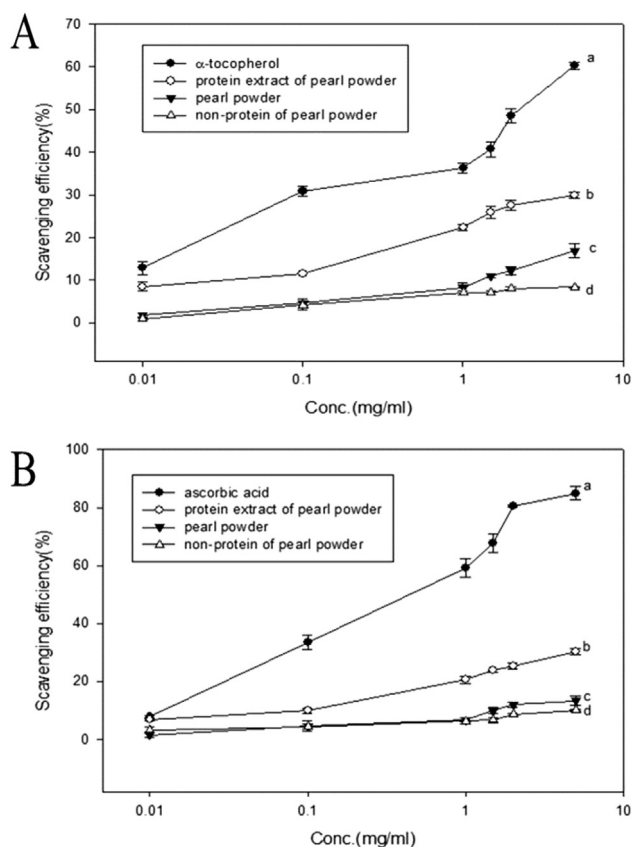 A
70
60
50
40
30
20
10
0
Scavenging efficiency(%)
α-tocopherol
protein extract of pearl powder
pearl powder
non-protein of pearl powder
a
b
c
d
0.01
0.1
1
10
Conc.(mg/ml)
B
100
80
60
40
20
0
Scavenging efficiency(%)
ascorbic acid
protein extract of pearl powder
pearl powder
non-protein of pearl powder
a
b
c
d
0.01
0.1
1
10
Conc.(mg/ml)